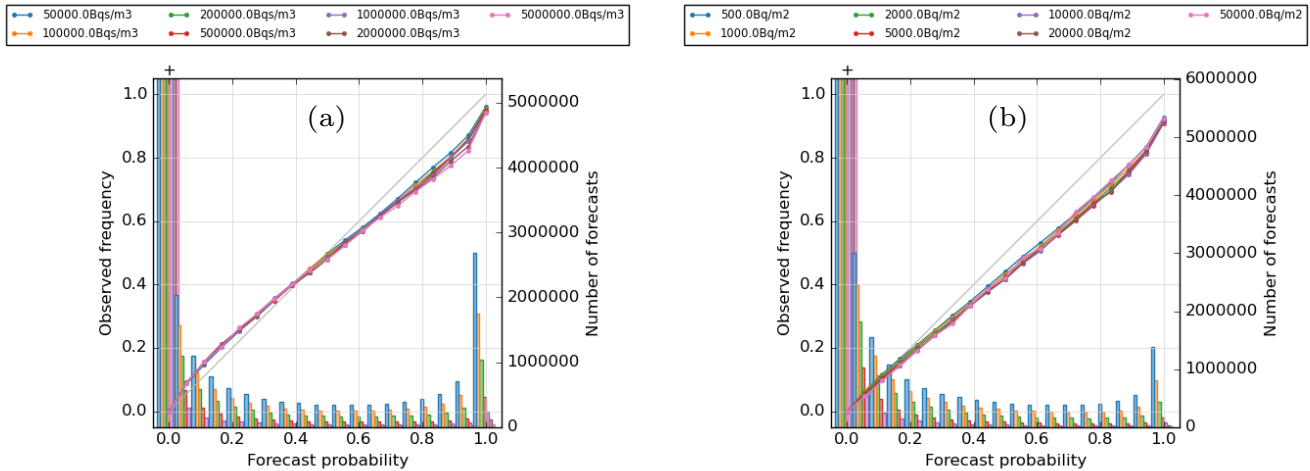 50000.0Bqs/m3 200000.0Bqs/m3 1000000.0Bqs/m3 5000000.0Bqs/m3
100000.0Bqs/m3 500000.0Bqs/m3 2000000.0Bqs/m3
(a)
Observed frequency
1.0
0.8
0.6
0.4
0.2
0.0
0.0 0.2 0.4 0.6 0.8 1.0
Forecast probability
5000000
4000000
3000000
2000000
1000000
0
Number of forecasts
500.0Bq/m2 2000.0Bq/m2 10000.0Bq/m2 50000.0Bq/m2
1000.0Bq/m2 5000.0Bq/m2 20000.0Bq/m2
(b)
Observed frequency
1.0
0.8
0.6
0.4
0.2
0.0
0.0 0.2 0.4 0.6 0.8 1.0
Forecast probability
6000000
5000000
4000000
3000000
2000000
1000000
0
Number of forecasts